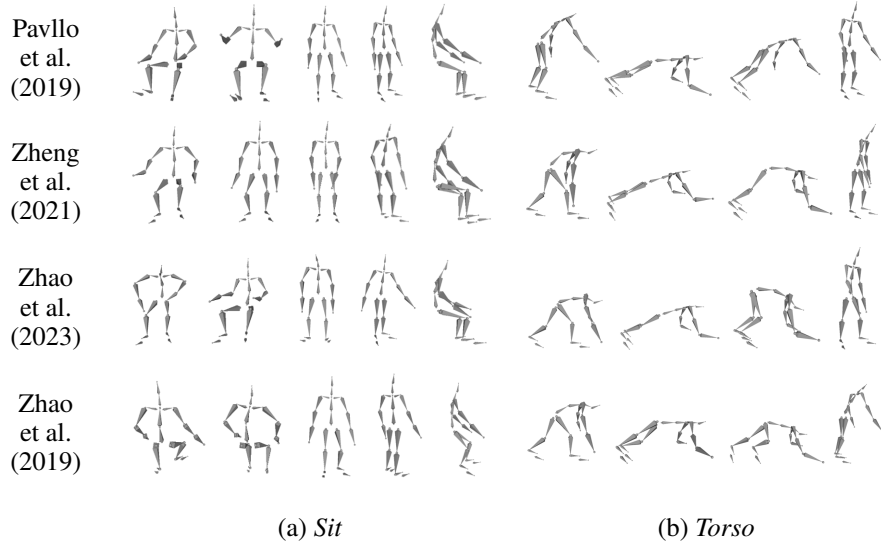 Pavllo
et al.
(2019)
Zheng
et al.
(2021)
Zhao
et al.
(2023)
Zhao
et al.
(2019)
(a) Sit
(b) Torso